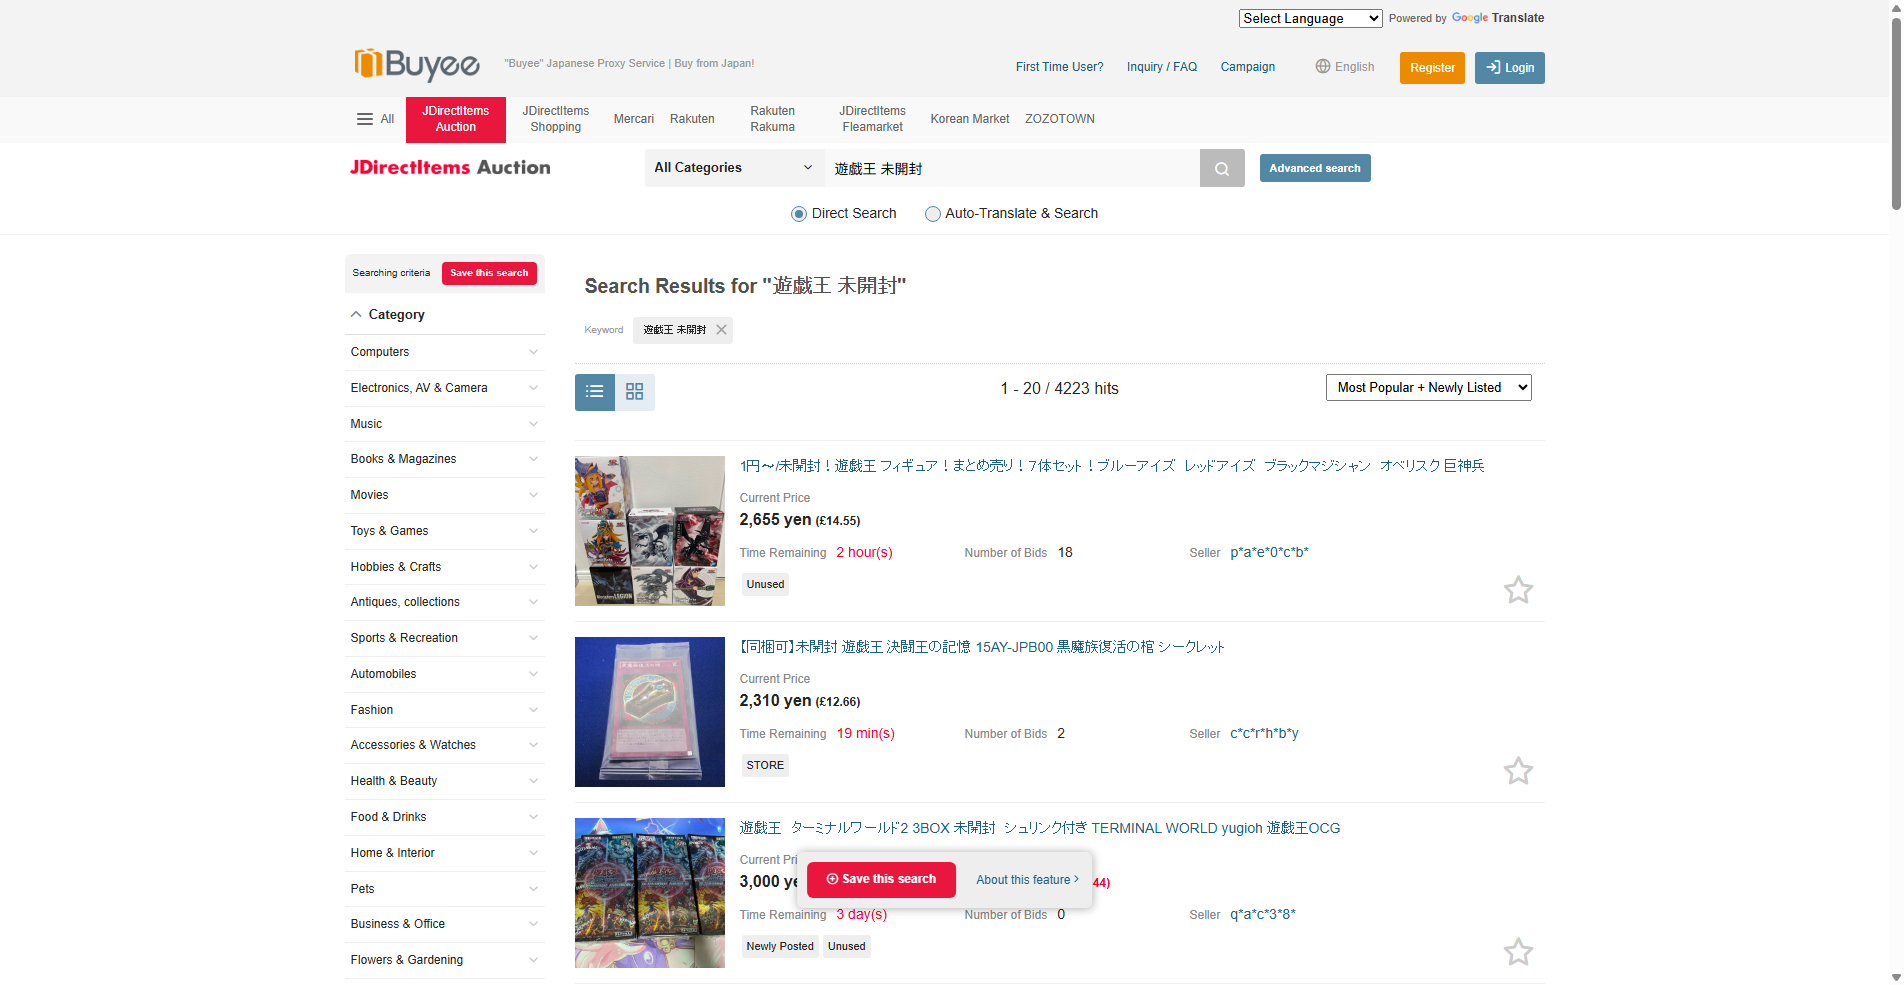 Select Language
Powered by Google Translate
Buyee
"Buyee" Japanese Proxy Service | Buy from Japan!
First Time User?
Inquiry / FAQ
Campaign
English
Register
Login
All
JDirectItems Auction
JDirectItems Shopping
Mercari
Rakuten
Rakuten Rakuma
JDirectItems Fleamarket
Korean Market
ZOZOTOWN
JDirectItems Auction
All Categories
遊戯王 未開封
Advanced search
Direct Search
Auto-Translate & Search
Searching criteria
Save this search
Category
Computers
Electronics, AV & Camera
Music
Books & Magazines
Movies
Toys & Games
Hobbies & Crafts
Antiques, collections
Sports & Recreation
Automobiles
Fashion
Accessories & Watches
Health & Beauty
Food & Drinks
Home & Interior
Pets
Business & Office
Flowers & Gardening
Search Results for "遊戯王 未開封"
Keyword 遊戯王 未開封
1 - 20 / 4223 hits
Most Popular + Newly Listed
1円～/未開封！遊戯王 フィギュア！まとめ売り！7体セット！ブルーアイズ　レッドアイズ　ブラックマジシャン　オベリスク 巨神兵
Current Price
2,655 yen (£14.55)
Time Remaining 2 hour(s) Number of Bids 18 Seller p*a*e*0*c*b*
Unused
【同梱可】未開封 遊戯王 決闘王の記憶 15AY-JPB00 黒魔族復活の棺 シークレット
Current Price
2,310 yen (£12.66)
Time Remaining 19 min(s) Number of Bids 2 Seller c*c*r*h*b*y
STORE
遊戯王　ターミナルワールド2 3BOX 未開封　シュリンク付き TERMINAL WORLD yugioh 遊戯王OCG
Current
3,000
44)
Save this search
About this feature
Time Remaining 3 day(s) Number of Bids 0 Seller q*a*c*3*8*
Newly Posted Unused